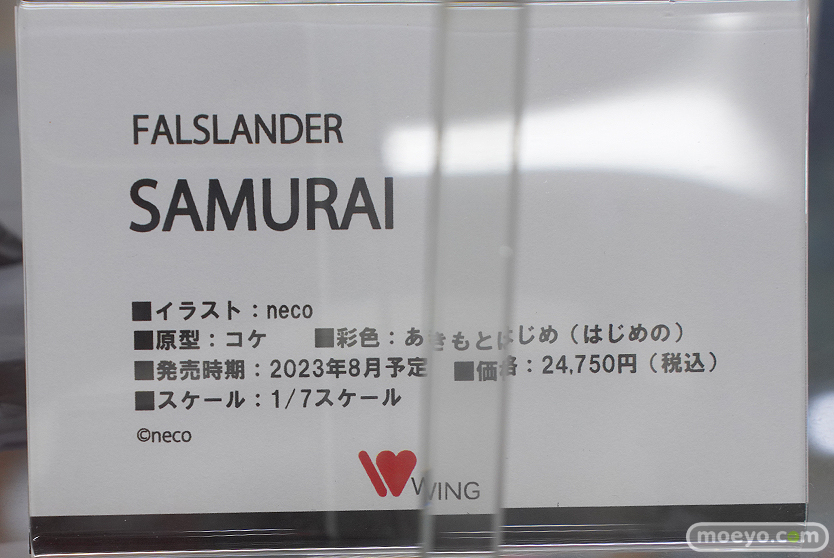 FALSLANDER
SAMURAI
■イラスト：neco
■原型：コケ ■彩色：あきもとはじめ（はじめの）
■発売時期：2023年8月予定 ■価格：24,750円（税込）
■スケール：1/7スケール
©neco
WING
moeyo.com